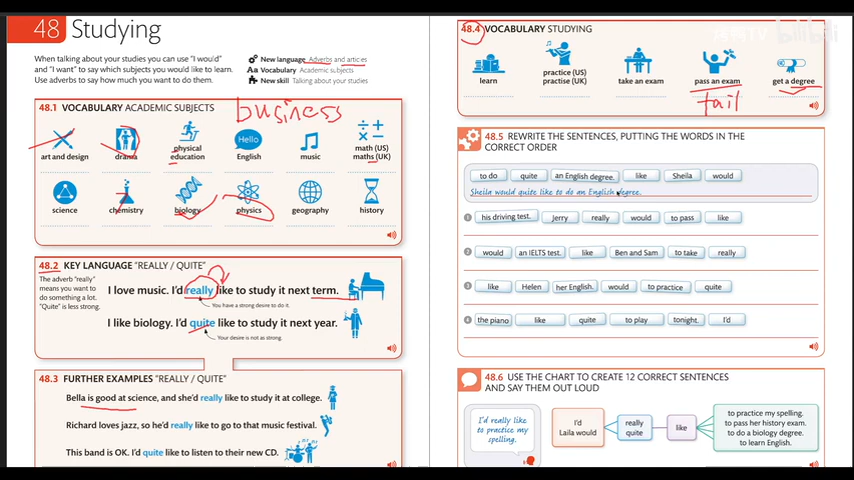 48 Studying
When talking about your studies you can use "I would"
and "I want" to say which subjects you would like to learn.
Use adverbs to say how much you want to do them.
New language Adverbs and articles
Aa Vocabulary Academic subjects
New skill Talking about your studies
48.1 VOCABULARY ACADEMIC SUBJECTS
business
Hello
art and design
drama
physical education
English
music
math (US)
maths (UK)
science
chemistry
biology
physics
geography
history
48.2 KEY LANGUAGE "REALLY / QUITE"
The adverb "really"
means you want to
do something a lot.
"Quite" is less strong.
I love music. I'd really like to study it next term.
You have a strong desire to do it.
I like biology. I'd quite like to study it next year.
Your desire is not as strong.
48.3 FURTHER EXAMPLES "REALLY / QUITE"
Bella is good at science, and she'd really like to study it at college.
Richard loves jazz, so he'd really like to go to that music festival.
This band is OK. I'd quite like to listen to their new CD.
48.4 VOCABULARY STUDYING
bilibili
learn
practice (US)
practise (UK)
take an exam
pass an exam
get a degree
fail
48.5 REWRITE THE SENTENCES, PUTTING THE WORDS IN THE
CORRECT ORDER
to do quite an English degree. like Sheila would
Sheila would quite like to do an English degree.
1 his driving test. Jerry really would to pass like
2 would an IELTS test. like Ben and Sam to take really
3 like Helen her English. would to practice quite
4 the piano like quite to play tonight. I'd
48.6 USE THE CHART TO CREATE 12 CORRECT SENTENCES
AND SAY THEM OUT LOUD
I'd really like
to practice my
spelling.
I'd
Laila would
really
quite
like
to practice my spelling.
to pass her history exam.
to do a biology degree.
to learn English.